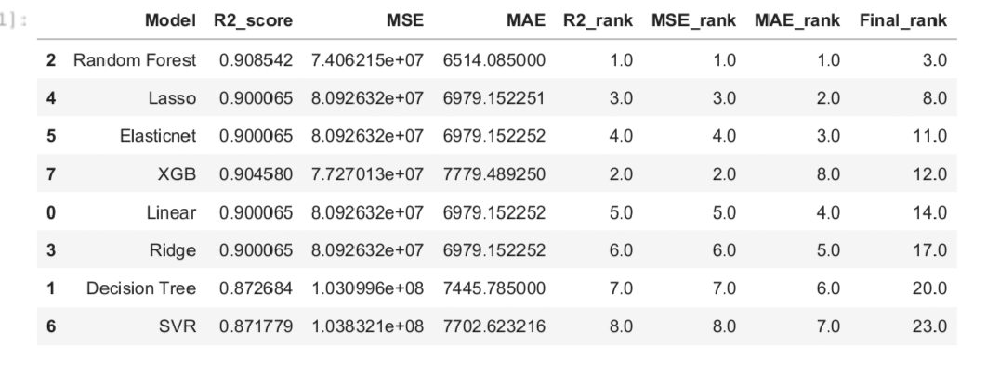 1]:
Model R2_score MSE MAE R2_rank MSE_rank MAE_rank Final_rank
2 Random Forest 0.908542 7.406215e+07 6514.085000 1.0 1.0 1.0 3.0
4 Lasso 0.900065 8.092632e+07 6979.152251 3.0 3.0 2.0 8.0
5 Elasticnet 0.900065 8.092632e+07 6979.152252 4.0 4.0 3.0 11.0
7 XGB 0.904580 7.727013e+07 7779.489250 2.0 2.0 8.0 12.0
0 Linear 0.900065 8.092632e+07 6979.152252 5.0 5.0 4.0 14.0
3 Ridge 0.900065 8.092632e+07 6979.152252 6.0 6.0 5.0 17.0
1 Decision Tree 0.872684 1.030996e+08 7445.785000 7.0 7.0 6.0 20.0
6 SVR 0.871779 1.038321e+08 7702.623216 8.0 8.0 7.0 23.0